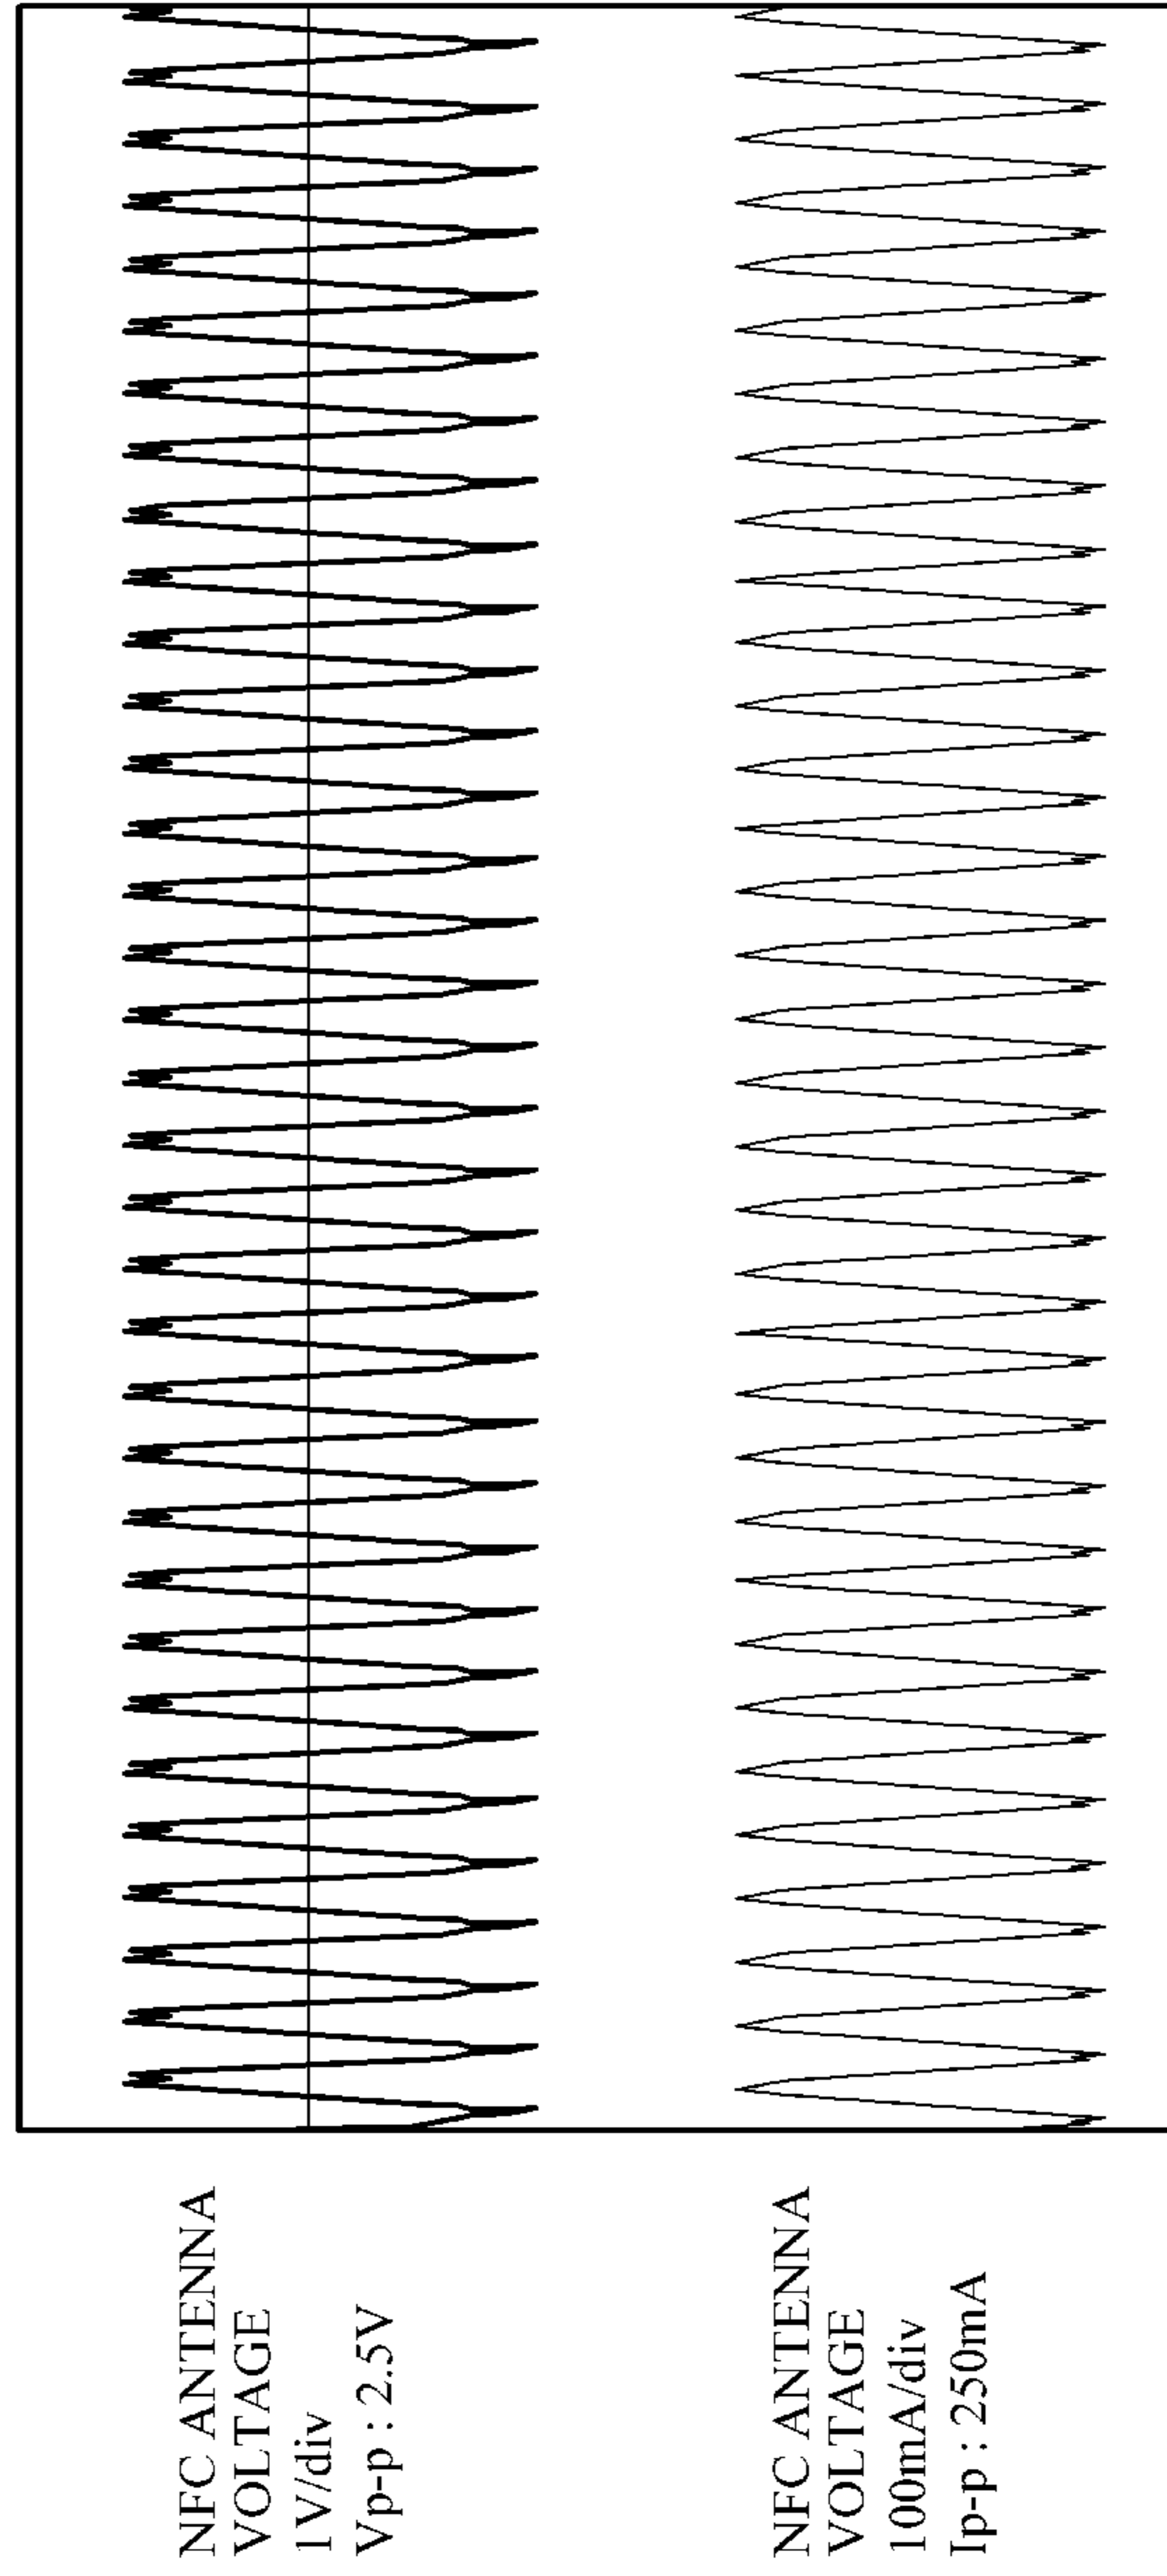 NFC ANTENNA
VOLTAGE
1V/div
Vp-p : 2.5V
NFC ANTENNA
VOLTAGE
100mA/div
Ip-p : 250mA